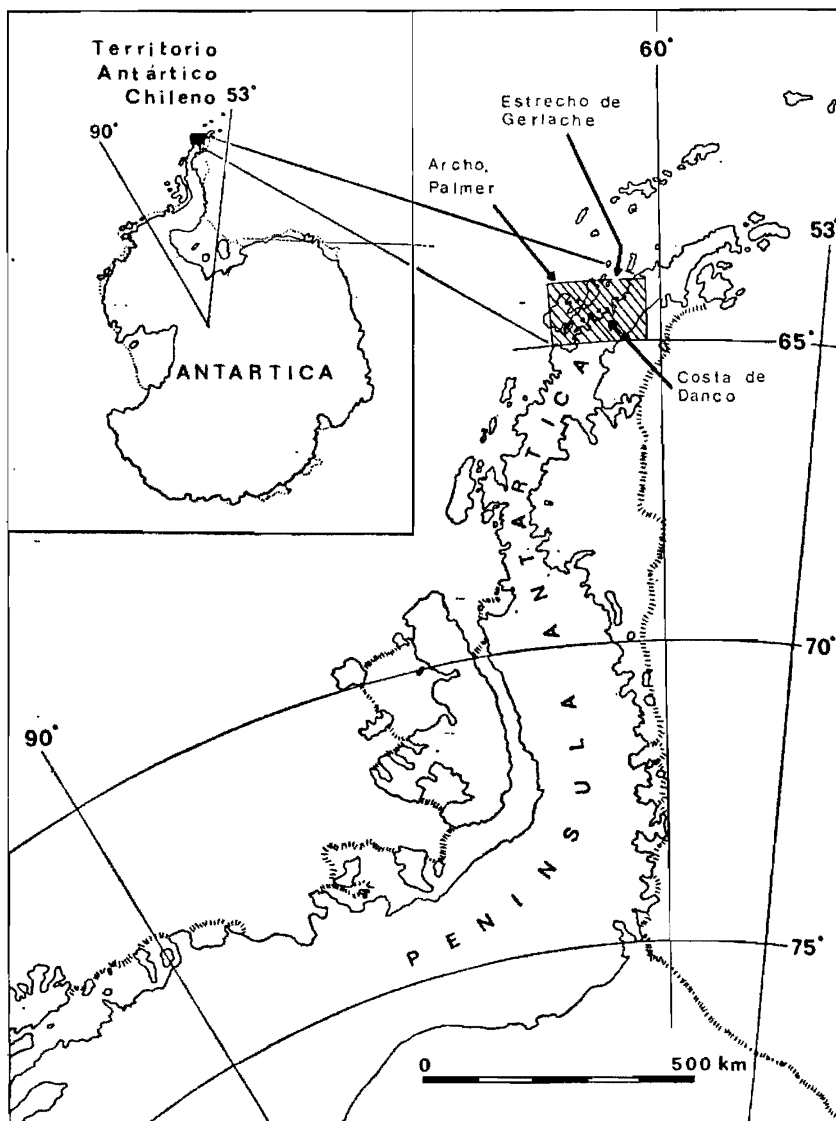 Territorio
Antártico
Chileno
53°
90°
ANTARTICA
60°
Estrecho de
Gerlache
Archo.
Palmer
53°
65°
Costa de
Danco
70°
90°
PENINSULA ANTARTICA
75°
0 500 km